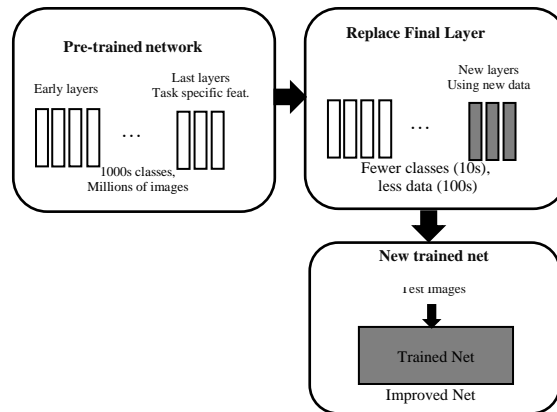 Pre-trained network
Early layers
Last layers
Task specific feat.
…
1000s classes,
Millions of images
Replace Final Layer
New layers
Using new data
…
Fewer classes (10s),
less data (100s)
New trained net
Test Images
Trained Net
Improved Net